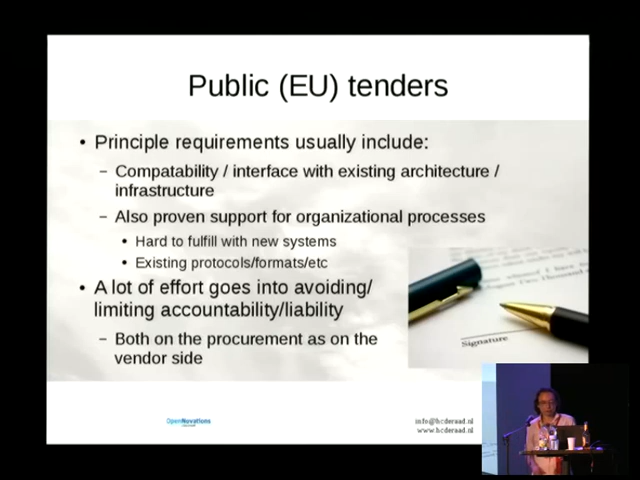 Public (EU) tenders
• Principle requirements usually include:
– Compatability / interface with existing architecture /
infrastructure
– Also proven support for organizational processes
• Hard to fulfill with new systems
• Existing protocols/formats/etc
• A lot of effort goes into avoiding/
limiting accountability/liability
– Both on the procurement as on the
vendor side
Signature
OpenNovations
info@hcderaad.nl
www.hcderaad.nl